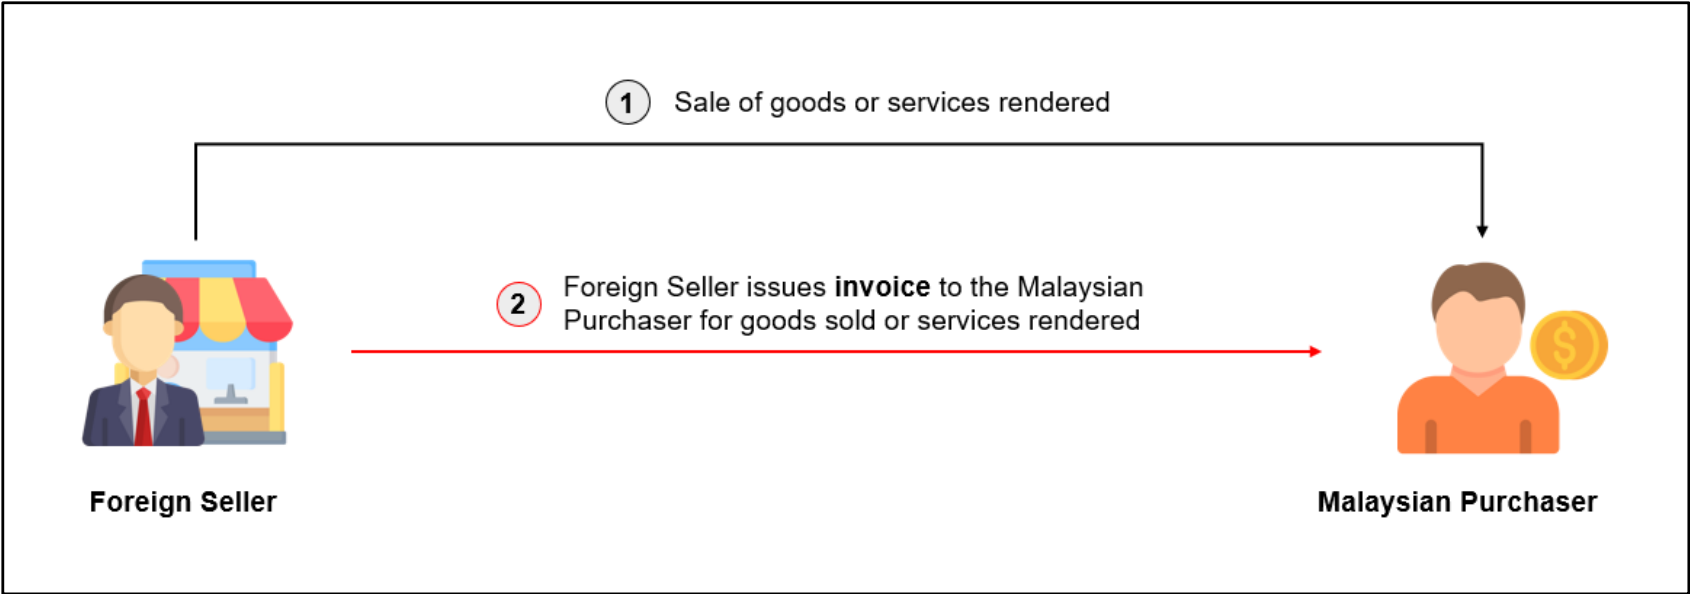 1 Sale of goods or services rendered
2 Foreign Seller issues invoice to the Malaysian
Purchaser for goods sold or services rendered
$
Foreign Seller
Malaysian Purchaser